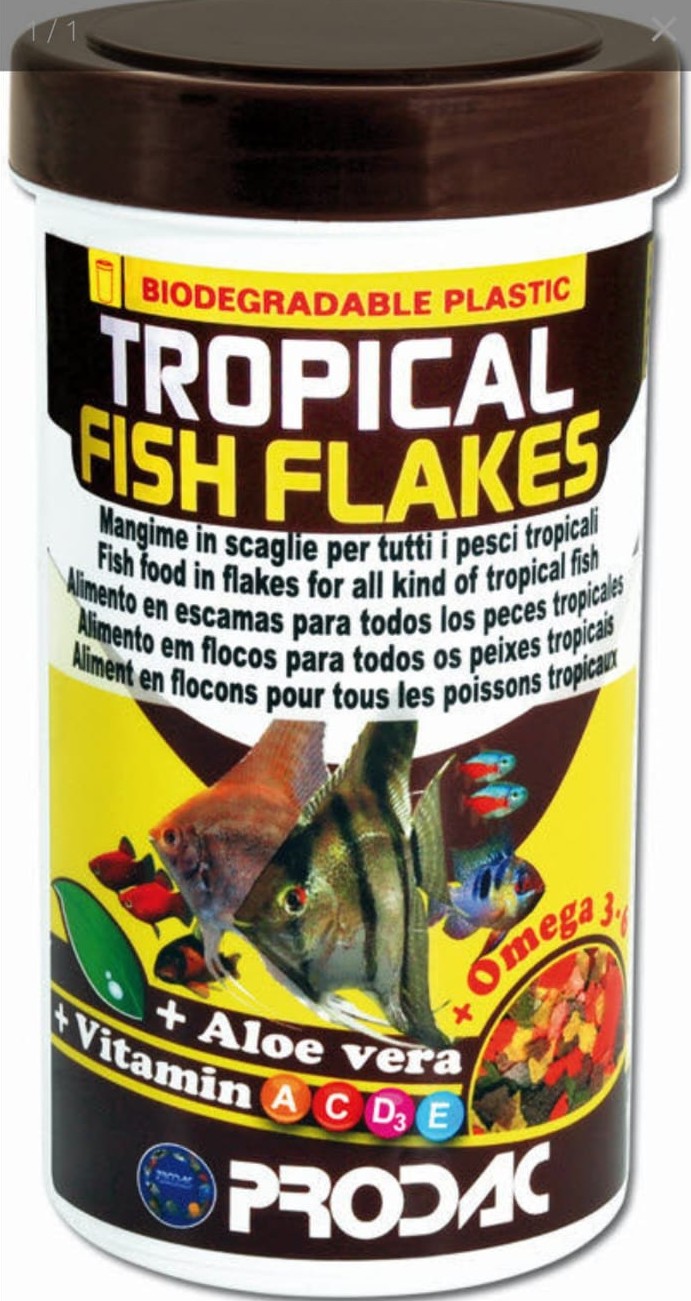 1 / 1
BIODEGRADABLE PLASTIC
TROPICAL
FISH FLAKES
Mangime in scaglie per tutti i pesci tropicali
Fish food in flakes for all kind of tropical fish
Alimento en escamas para todos los peces tropicales
Alimento em flocos para todos os peixes tropicais
Aliment en flocons pour tous les poissons tropicaux
+ Omega 3-6
+ Aloe vera
+ Vitamin A C D3 E
PRODAC
PRODAC